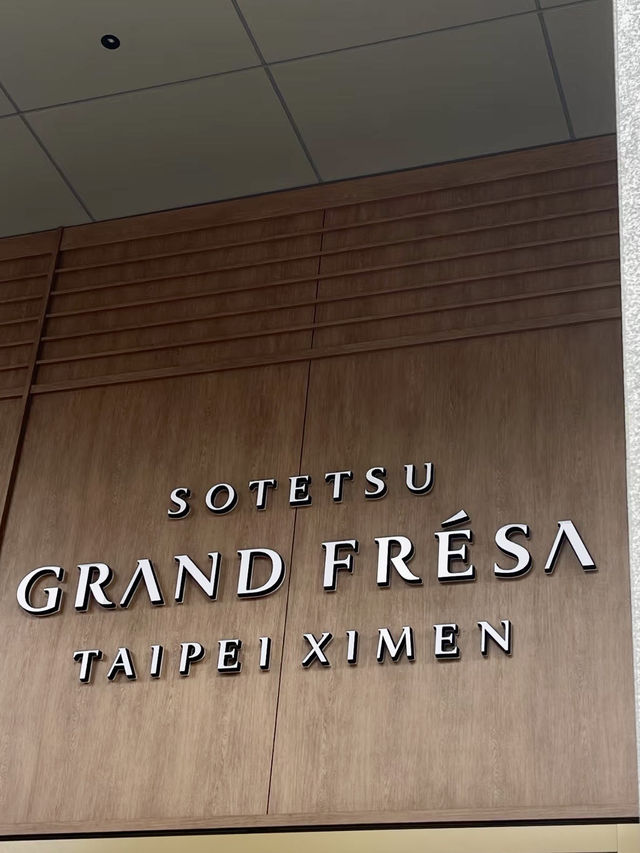 SOTETSU
GRAND FRÉSA
TAIPEI XIMEN